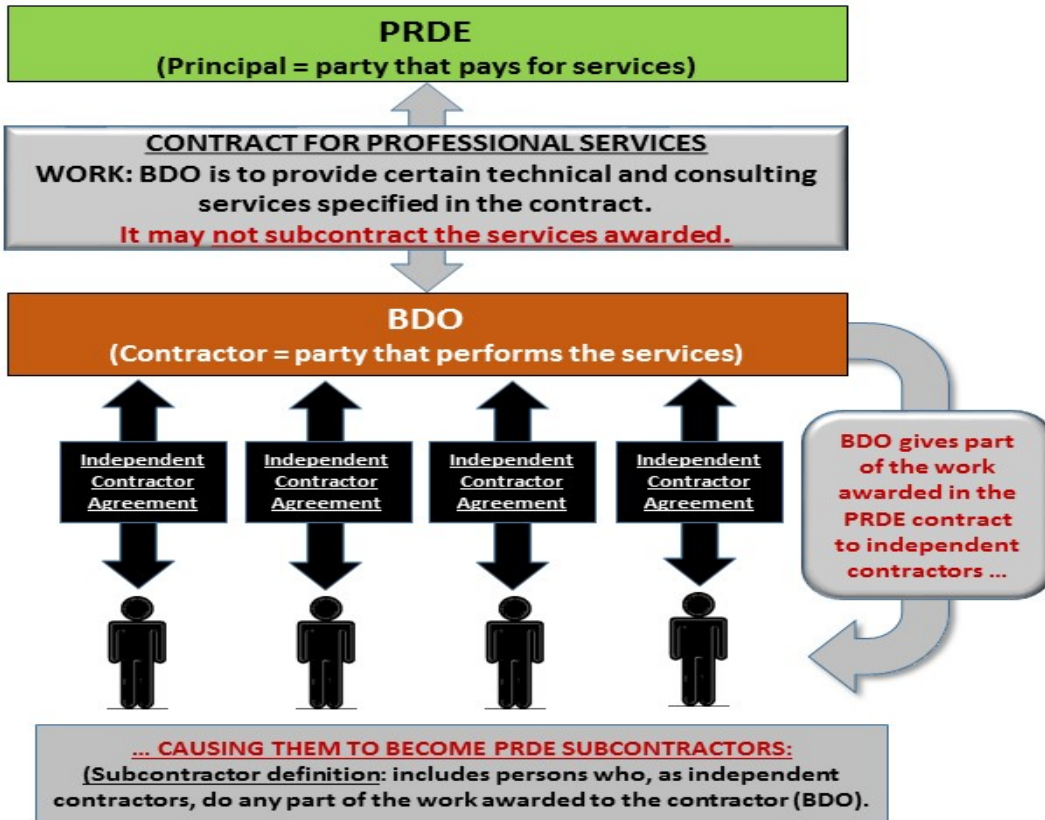 PRDE
(Principal = party that pays for services)
CONTRACT FOR PROFESSIONAL SERVICES
WORK: BDO is to provide certain technical and consulting
services specified in the contract.
It may not subcontract the services awarded.
BDO
(Contractor = party that performs the services)
Independent
Contractor
Agreement
Independent
Contractor
Agreement
Independent
Contractor
Agreement
Independent
Contractor
Agreement
BDO gives part
of the work
awarded in the
PRDE contract
to independent
contractors ...
... CAUSING THEM TO BECOME PRDE SUBCONTRACTORS:
(Subcontractor definition: includes persons who, as independent
contractors, do any part of the work awarded to the contractor (BDO).